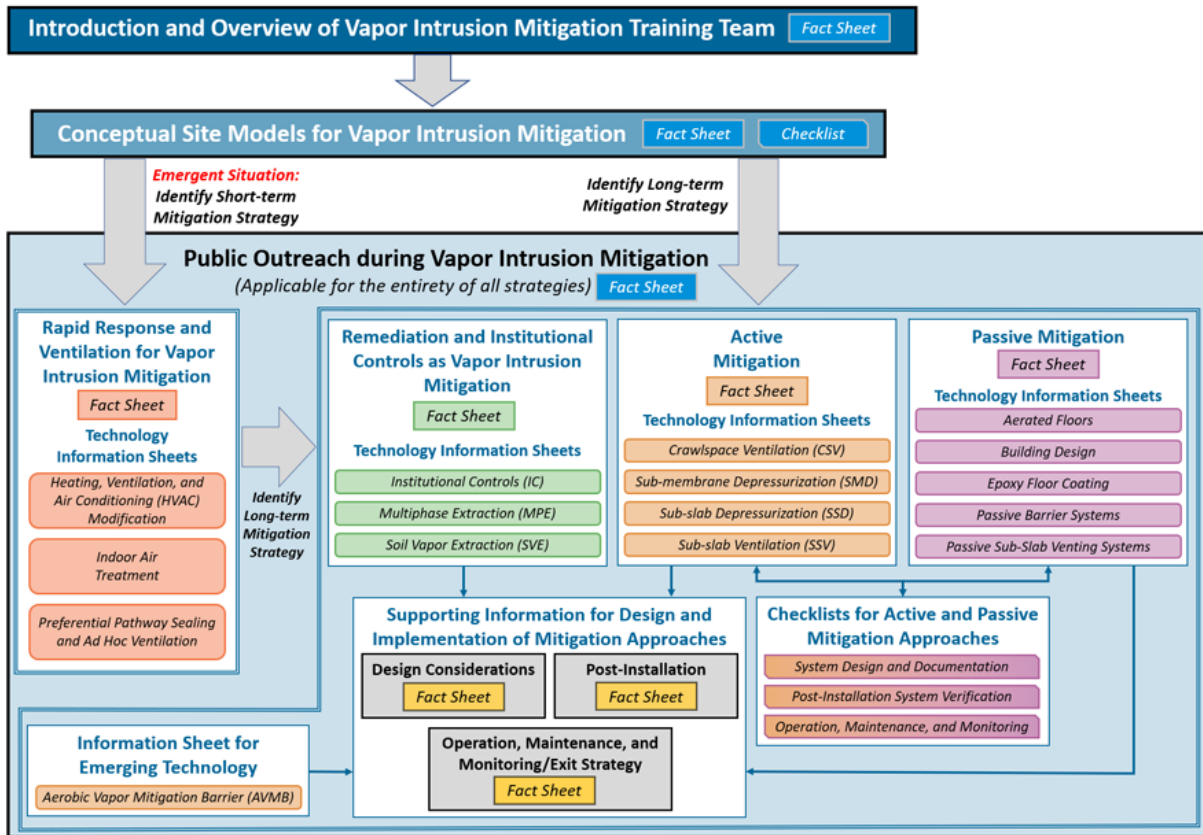 Introduction and Overview of Vapor Intrusion Mitigation Training Team
Fact Sheet
Conceptual Site Models for Vapor Intrusion Mitigation
Fact Sheet
Checklist
Emergent Situation:
Identify Short-term
Mitigation Strategy
Identify Long-term
Mitigation Strategy
Public Outreach during Vapor Intrusion Mitigation
(Applicable for the entirety of all strategies)
Fact Sheet
Rapid Response and
Ventilation for Vapor
Intrusion Mitigation
Fact Sheet
Technology
Information Sheets
Heating, Ventilation, and
Air Conditioning (HVAC)
Modification
Indoor Air
Treatment
Preferential Pathway Sealing
and Ad Hoc Ventilation
Identify
Long-term
Mitigation
Strategy
Remediation and Institutional
Controls as Vapor Intrusion
Mitigation
Fact Sheet
Technology Information Sheets
Institutional Controls (IC)
Multiphase Extraction (MPE)
Soil Vapor Extraction (SVE)
Active
Mitigation
Fact Sheet
Technology Information Sheets
Crawlspace Ventilation (CSV)
Sub-membrane Depressurization (SMD)
Sub-slab Depressurization (SSD)
Sub-slab Ventilation (SSV)
Passive Mitigation
Fact Sheet
Technology Information Sheets
Aerated Floors
Building Design
Epoxy Floor Coating
Passive Barrier Systems
Passive Sub-Slab Venting Systems
Supporting Information for Design and
Implementation of Mitigation Approaches
Design Considerations
Fact Sheet
Post-Installation
Fact Sheet
Operation, Maintenance, and
Monitoring/Exit Strategy
Fact Sheet
Checklists for Active and Passive
Mitigation Approaches
System Design and Documentation
Post-Installation System Verification
Operation, Maintenance, and Monitoring
Information Sheet for
Emerging Technology
Aerobic Vapor Mitigation Barrier (AVMB)